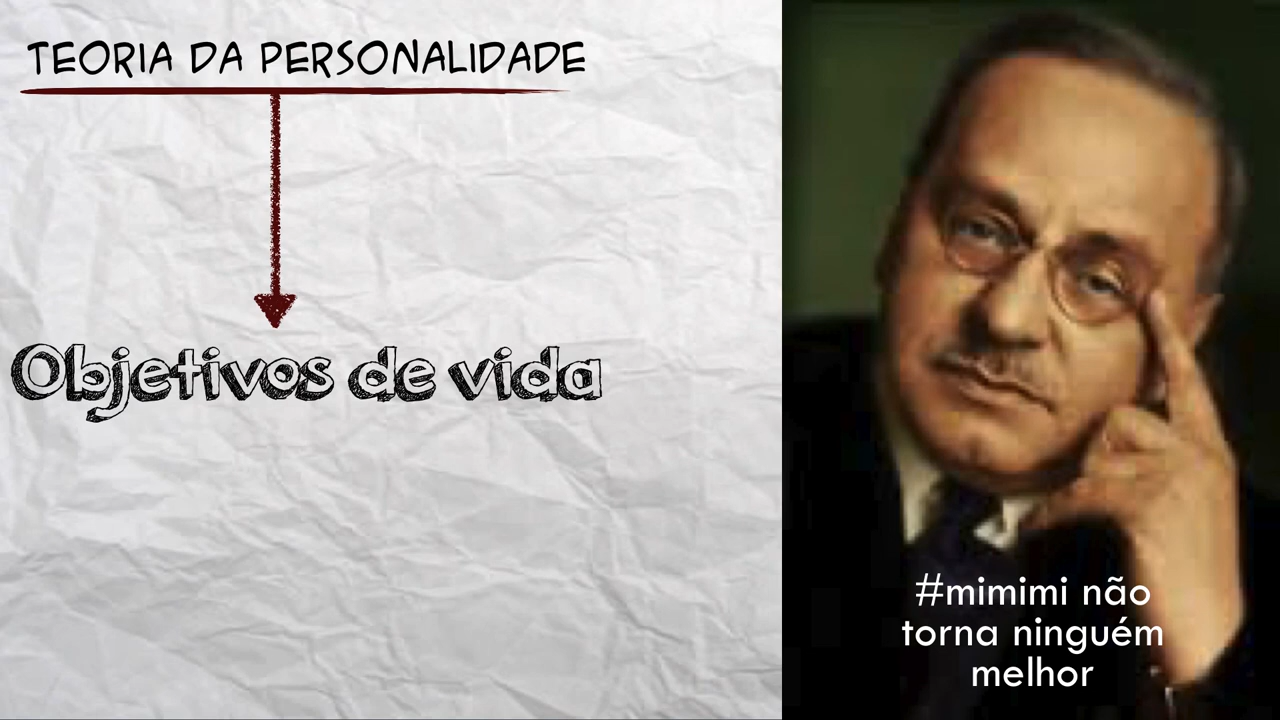 TEORIA DA PERSONALIDADE
Objetivos de vida
#mimimi não
torna ninguém
melhor